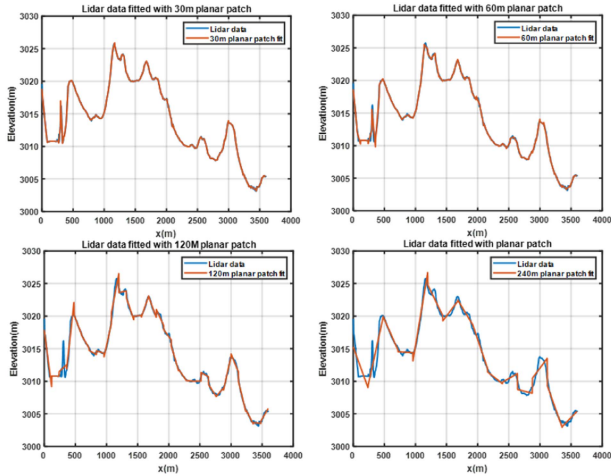 Lidar data fitted with 30m planar patch
Lidar data
30m planar patch fit
Elevation(m)
3030
3025
3020
3015
3010
3005
3000
0 500 1000 1500 2000 2500 3000 3500 4000
x(m)
Lidar data fitted with 60m planar patch
Lidar data
60m planar patch fit
Elevation(m)
3030
3025
3020
3015
3010
3005
3000
0 500 1000 1500 2000 2500 3000 3500 4000
x(m)
Lidar data fitted with 120M planar patch
Lidar data
120m planar patch fit
Elevation(m)
3030
3025
3020
3015
3010
3005
3000
0 500 1000 1500 2000 2500 3000 3500 4000
x(m)
Lidar data fitted with planar patch
Lidar data
240m planar patch fit
Elevation(m)
3030
3025
3020
3015
3010
3005
3000
0 500 1000 1500 2000 2500 3000 3500 4000
x(m)